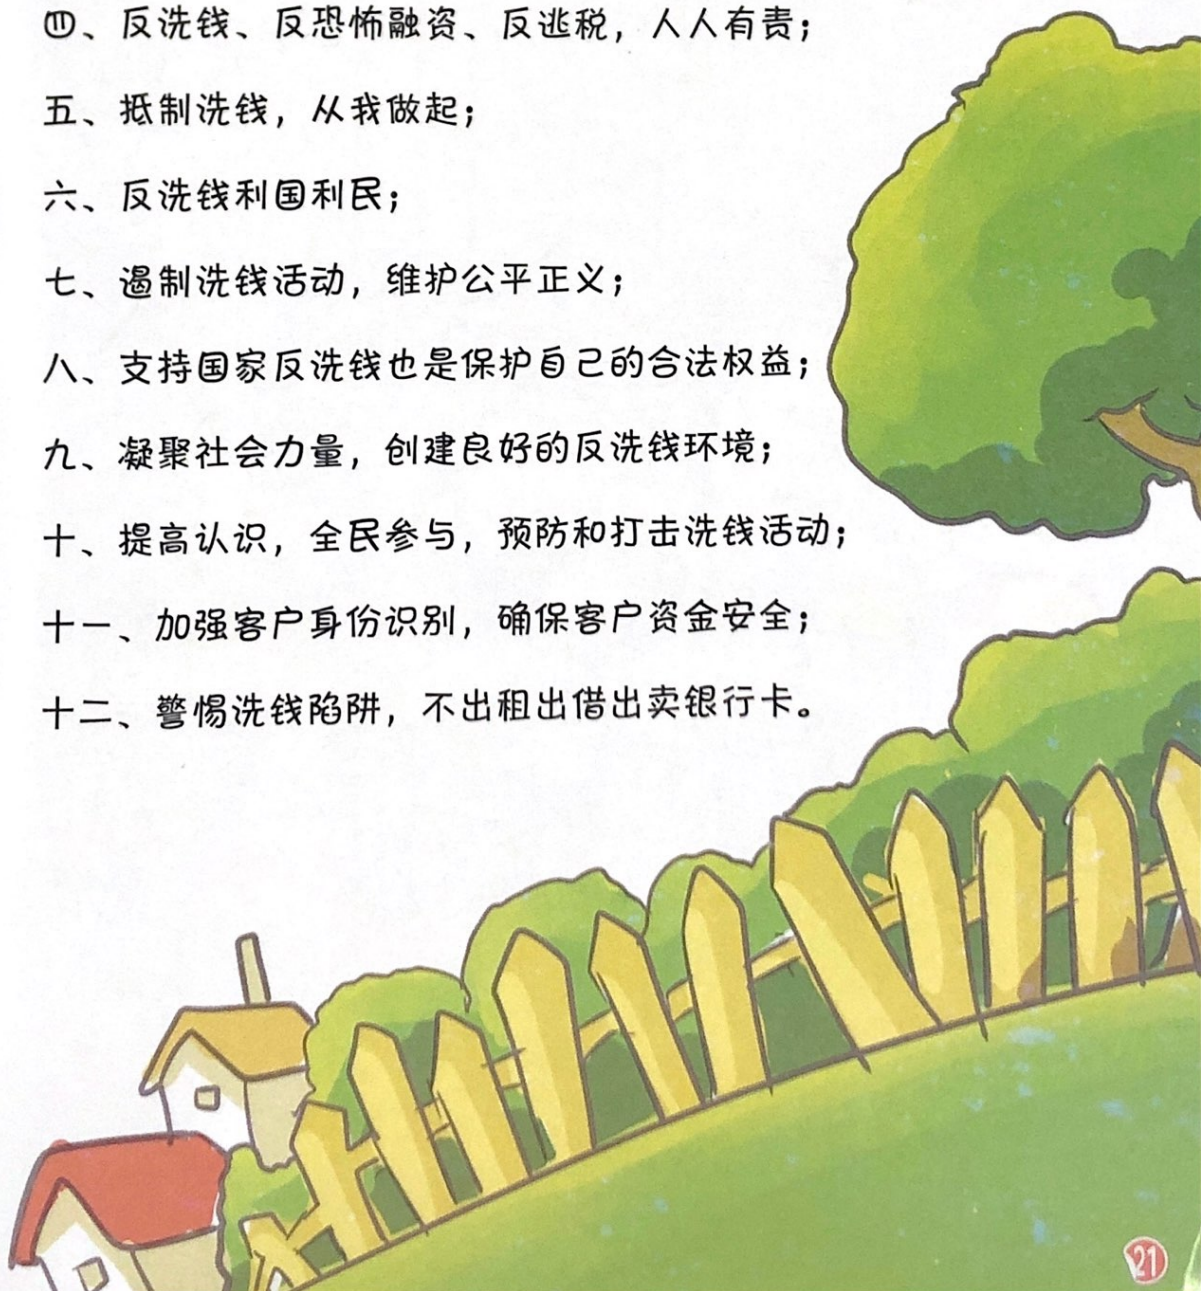 四、反洗钱、反恐怖融资、反逃税，人人有责；
五、抵制洗钱，从我做起；
六、反洗钱利国利民；
七、遏制洗钱活动，维护公平正义；
八、支持国家反洗钱也是保护自己的合法权益；
九、凝聚社会力量，创建良好的反洗钱环境；
十、提高认识，全民参与，预防和打击洗钱活动；
十一、加强客户身份识别，确保客户资金安全；
十二、警惕洗钱陷阱，不出租出借出卖银行卡。
21